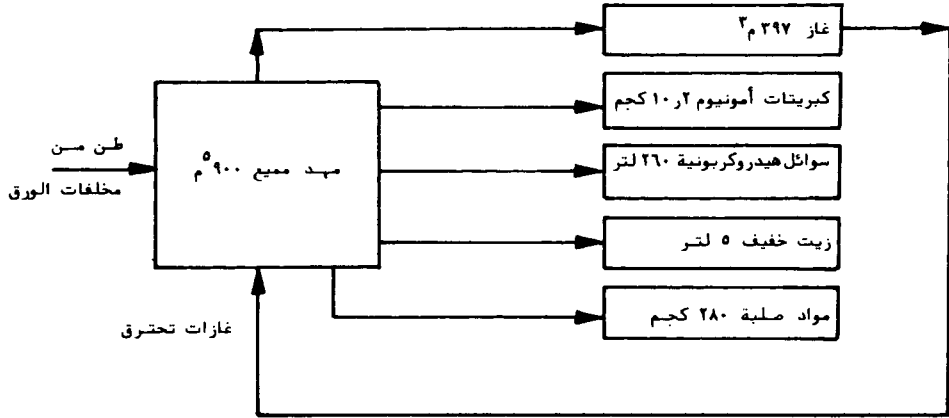 غاز ٣٩٧ م٣
كبريتات أمونيوم ٢ر١٠ كجم
طن من
مخلفات الورق
مهد مميع ٩٠٠ م٥
سوائل هيدروكربونية ٢٦٠ لتر
زيت خفيف ٥ لتر
مواد صلبة ٢٨٠ كجم
غازات تحترق